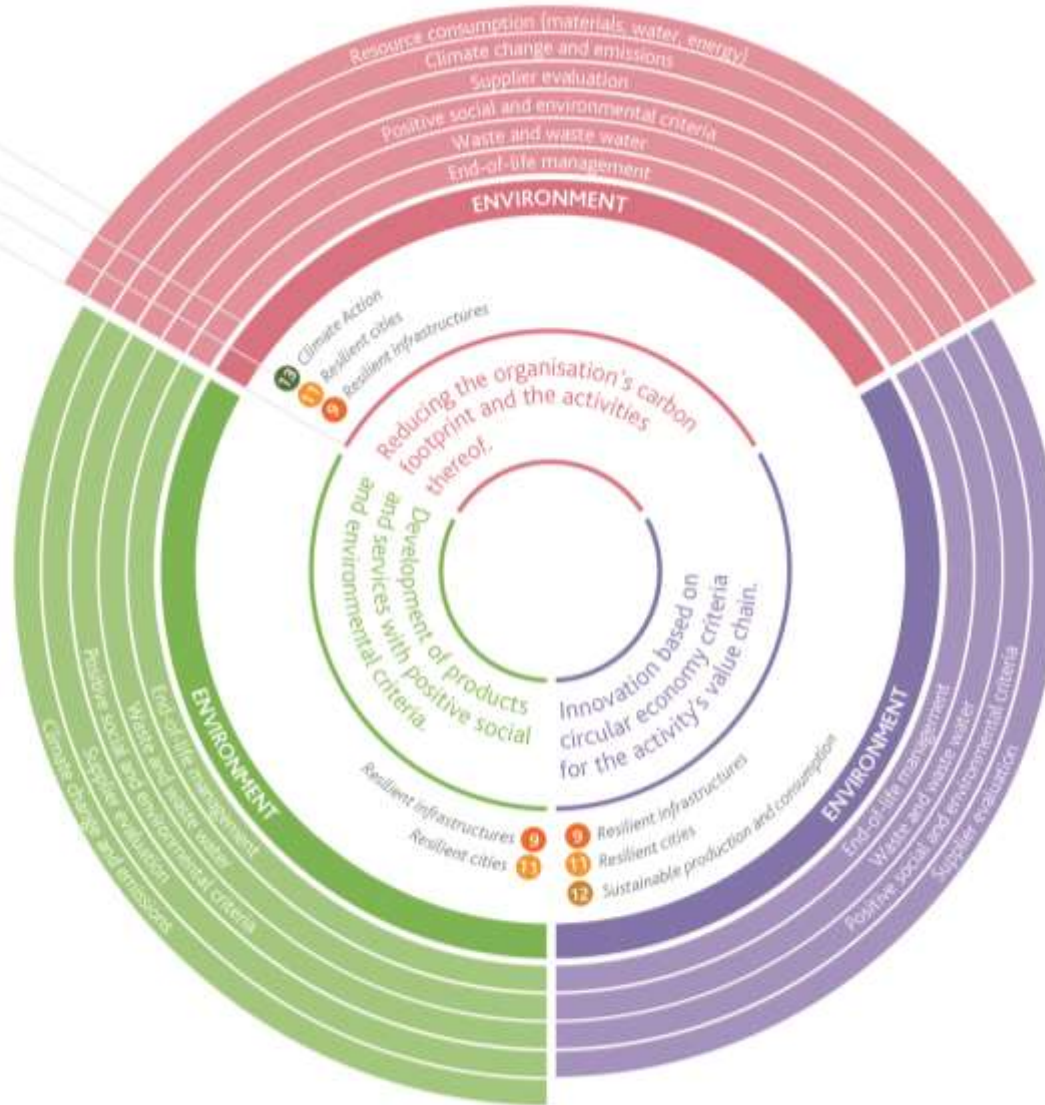 Resource consumption (materials, water, energy)
Climate change and emissions
Supplier evaluation
Positive social and environmental criteria
Waste and waste water
End-of-life management
ENVIRONMENT
13 Climate Action
11 Resilient cities
9 Resilient infrastructures
Reducing the organisation's carbon
footprint and the activities
thereof.
Development of products
and services with positive social
and environmental criteria.
Resilient infrastructures 9
Resilient cities 11
ENVIRONMENT
End-of-life management
Waste and waste water
Positive social and environmental criteria
Supplier evaluation
Climate change and emissions
Innovation based on
circular economy criteria
for the activity's value chain.
9 Resilient infrastructures
11 Resilient cities
12 Sustainable production and consumption
ENVIRONMENT
End-of-life management
Waste and waste water
Positive social and environmental criteria
Supplier evaluation